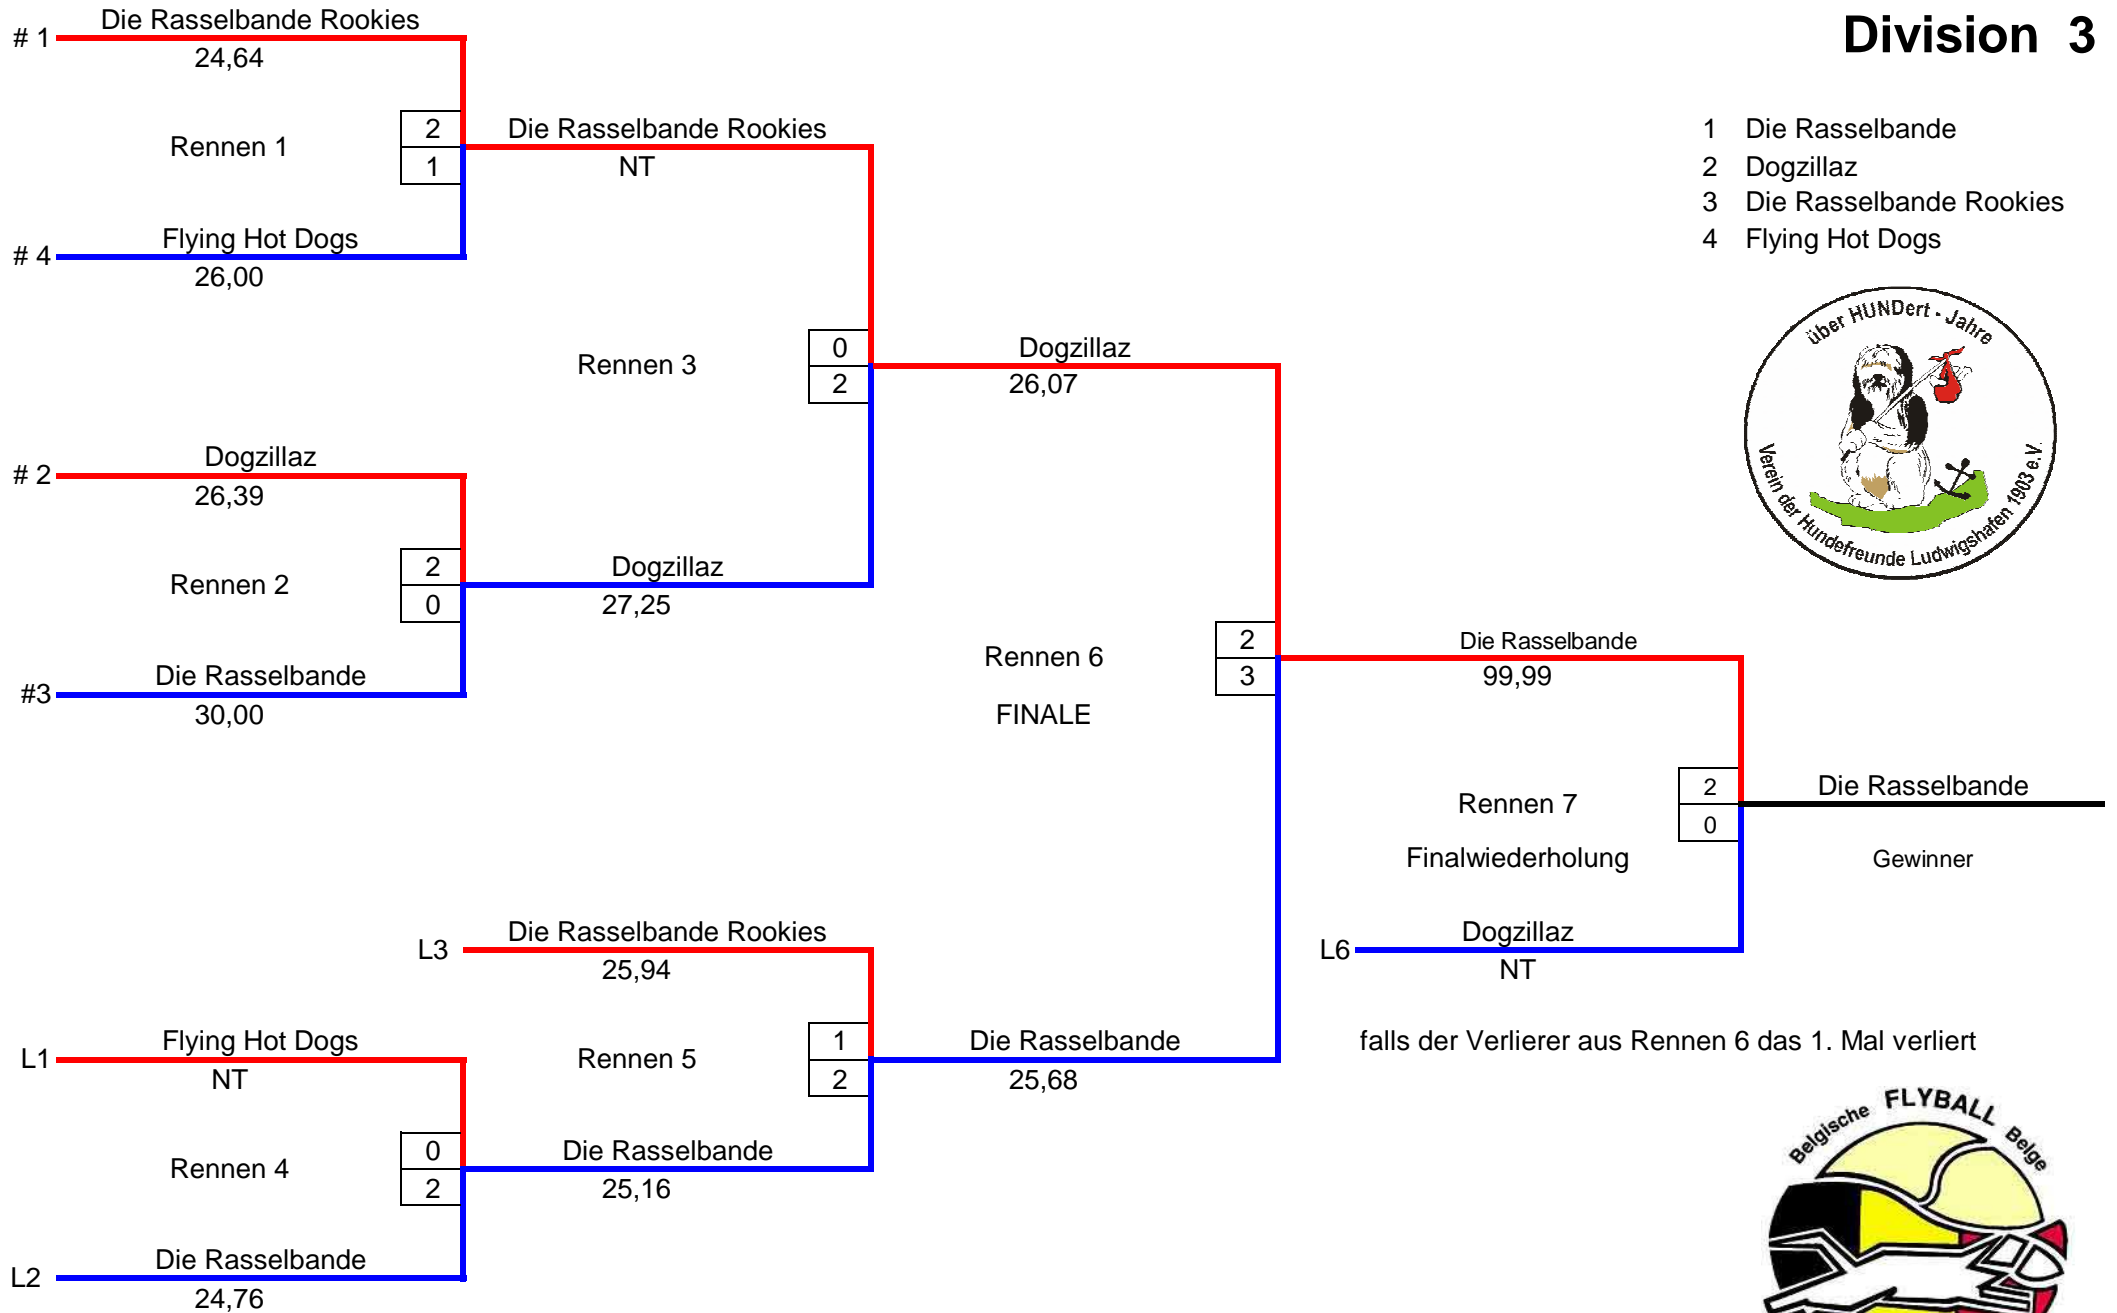 Division 3
1 Die Rasselbande
2 Dogzillaz
3 Die Rasselbande Rookies
4 Flying Hot Dogs
über HUNDert - Jahre
Verein der Hundefreunde Ludwigshafen 1903 e.V.
# 1 Die Rasselbande Rookies
24,64
Rennen 1
2
1
# 4 Flying Hot Dogs
26,00
Die Rasselbande Rookies
NT
Rennen 3
0
2
# 2 Dogzillaz
26,39
Rennen 2
2
0
#3 Die Rasselbande
30,00
Dogzillaz
27,25
Dogzillaz
26,07
Rennen 6
FINALE
2
3
Die Rasselbande
99,99
Rennen 7
Finalwiederholung
2
0
Die Rasselbande
Gewinner
L6 Dogzillaz
NT
falls der Verlierer aus Rennen 6 das 1. Mal verliert
L3 Die Rasselbande Rookies
25,94
Rennen 5
1
2
Die Rasselbande
25,68
L1 Flying Hot Dogs
NT
Rennen 4
0
2
Die Rasselbande
25,16
L2 Die Rasselbande
24,76
Belgische FLYBALL Belge